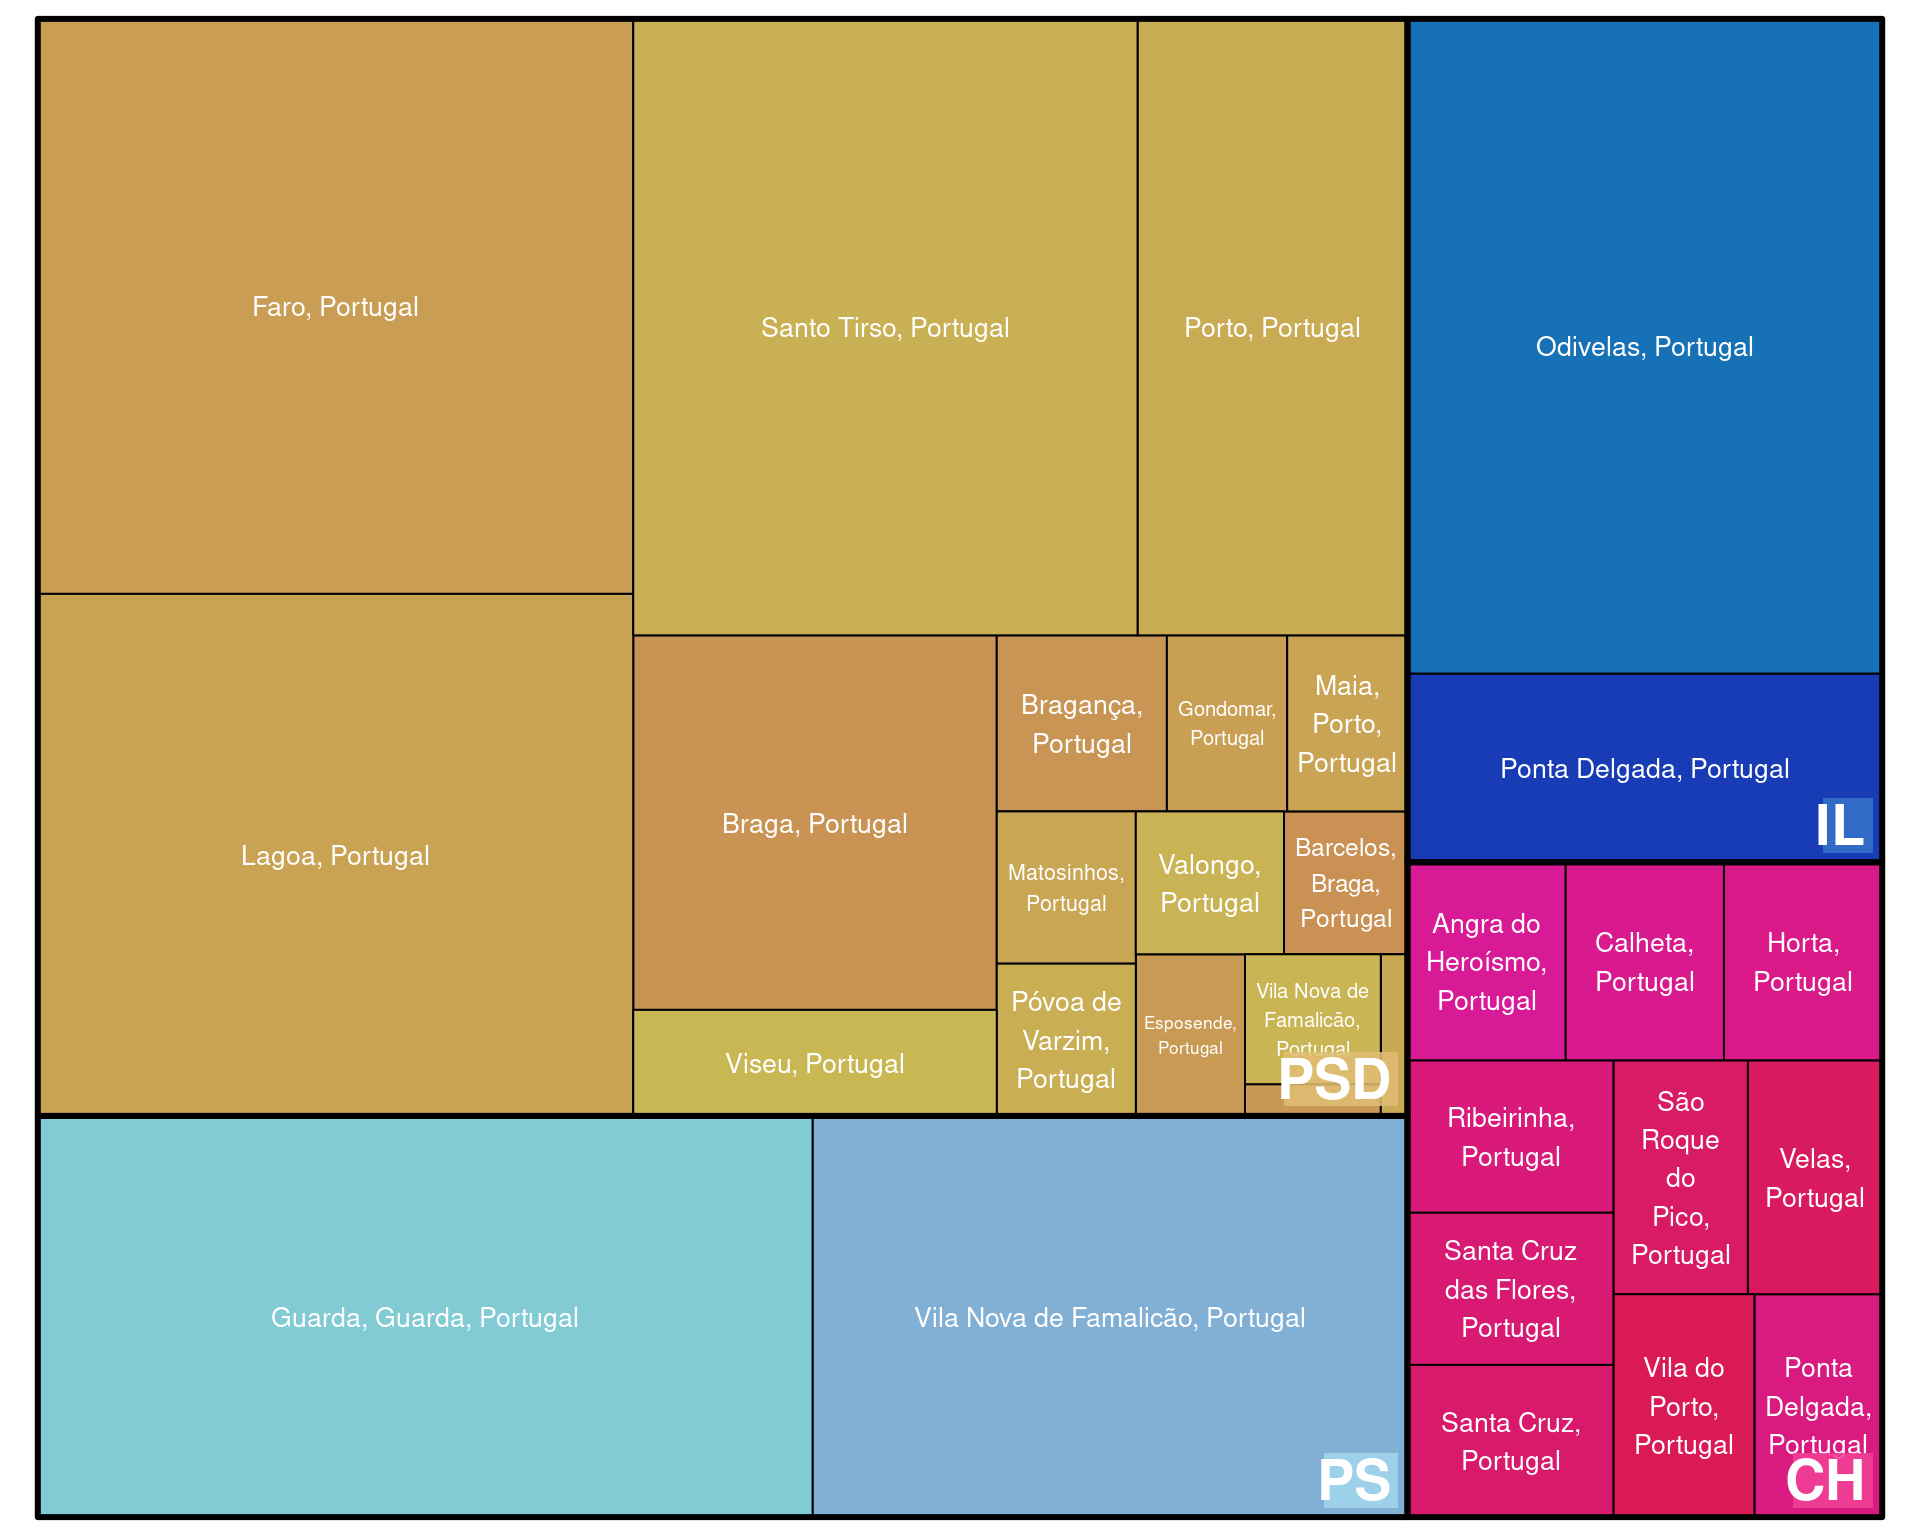 Faro, Portugal
Lagoa, Portugal
Santo Tirso, Portugal
Porto, Portugal
Braga, Portugal
Viseu, Portugal
Bragança,
Portugal
Gondomar,
Portugal
Maia,
Porto,
Portugal
Matosinhos,
Portugal
Valongo,
Portugal
Barcelos,
Braga,
Portugal
Póvoa de
Varzim,
Portugal
Esposende,
Portugal
Vila Nova de
Famalicão,
Portugal
PSD
Guarda, Guarda, Portugal
Vila Nova de Famalicão, Portugal
PS
Odivelas, Portugal
Ponta Delgada, Portugal
IL
Angra do
Heroísmo,
Portugal
Calheta,
Portugal
Horta,
Portugal
Ribeirinha,
Portugal
Santa Cruz
das Flores,
Portugal
Santa Cruz,
Portugal
São
Roque
do
Pico,
Portugal
Velas,
Portugal
Vila do
Porto,
Portugal
Ponta
Delgada,
Portugal
CH